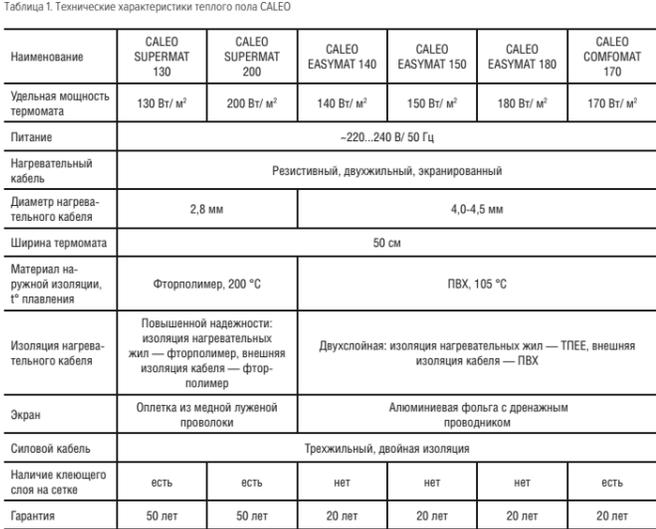 Таблица 1. Технические характеристики теплого пола CALEO
Наименование
CALEO
SUPERMAT
130
CALEO
SUPERMAT
200
CALEO
EASYMAT 140
CALEO
EASYMAT 150
CALEO
EASYMAT 180
CALEO
COMFOMAT
170
Удельная мощность
термомата
130 Вт/ м²
200 Вт/ м²
140 Вт/ м²
150 Вт/ м²
180 Вт/ м²
170 Вт/ м²
Питание
~220...240 В/ 50 Гц
Нагревательный
кабель
Резистивный, двухжильный, экранированный
Диаметр нагрева-
тельного кабеля
2,8 мм
4,0-4,5 мм
Ширина термомата
50 см
Материал на-
ружной изоляции,
t° плавления
Фторполимер, 200 °С
ПВХ, 105 °С
Изоляция нагрева-
тельного кабеля
Повышенной надежности:
изоляция нагревательных
жил — фторполимер, внешняя
изоляция кабеля — фтор-
полимер
Двухслойная: изоляция нагревательных жил — ТПЕЕ, внешняя
изоляция кабеля — ПВХ
Экран
Оплетка из медной луженой
проволоки
Алюминиевая фольга с дренажным
проводником
Силовой кабель
Трехжильный, двойная изоляция
Наличие клеющего
слоя на сетке
есть
есть
нет
нет
нет
есть
Гарантия
50 лет
50 лет
20 лет
20 лет
20 лет
20 лет